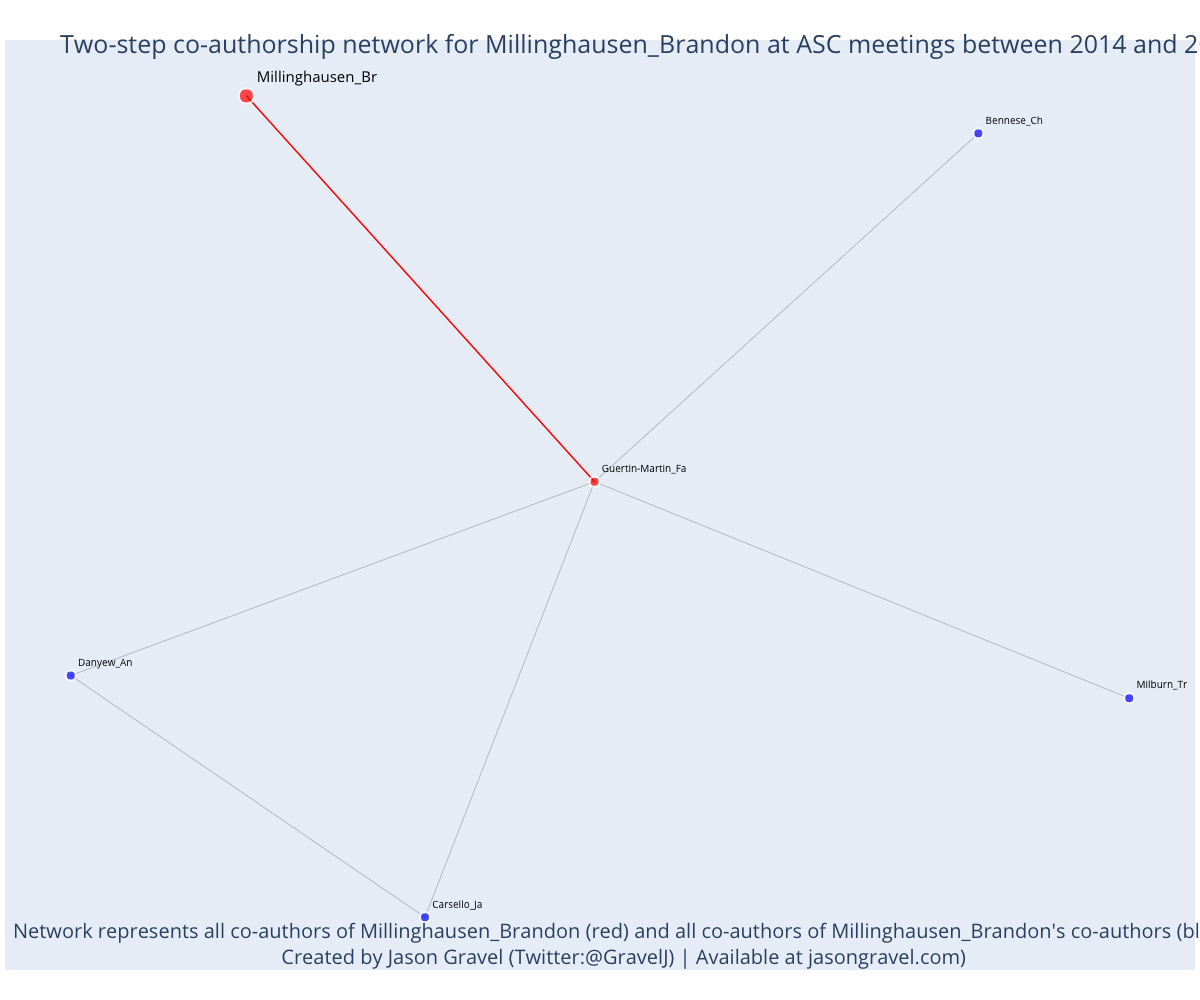 Two-step co-authorship network for Millinghausen_Brandon at ASC meetings between 2014 and 2
Millinghausen_Br
Bennese_Ch
Guertin-Martin_Fa
Danyew_An
Milburn_Tr
Carsello_Ja
Network represents all co-authors of Millinghausen_Brandon (red) and all co-authors of Millinghausen_Brandon's co-authors (bl
Created by Jason Gravel (Twitter:@GravelJ) | Available at jasongravel.com)